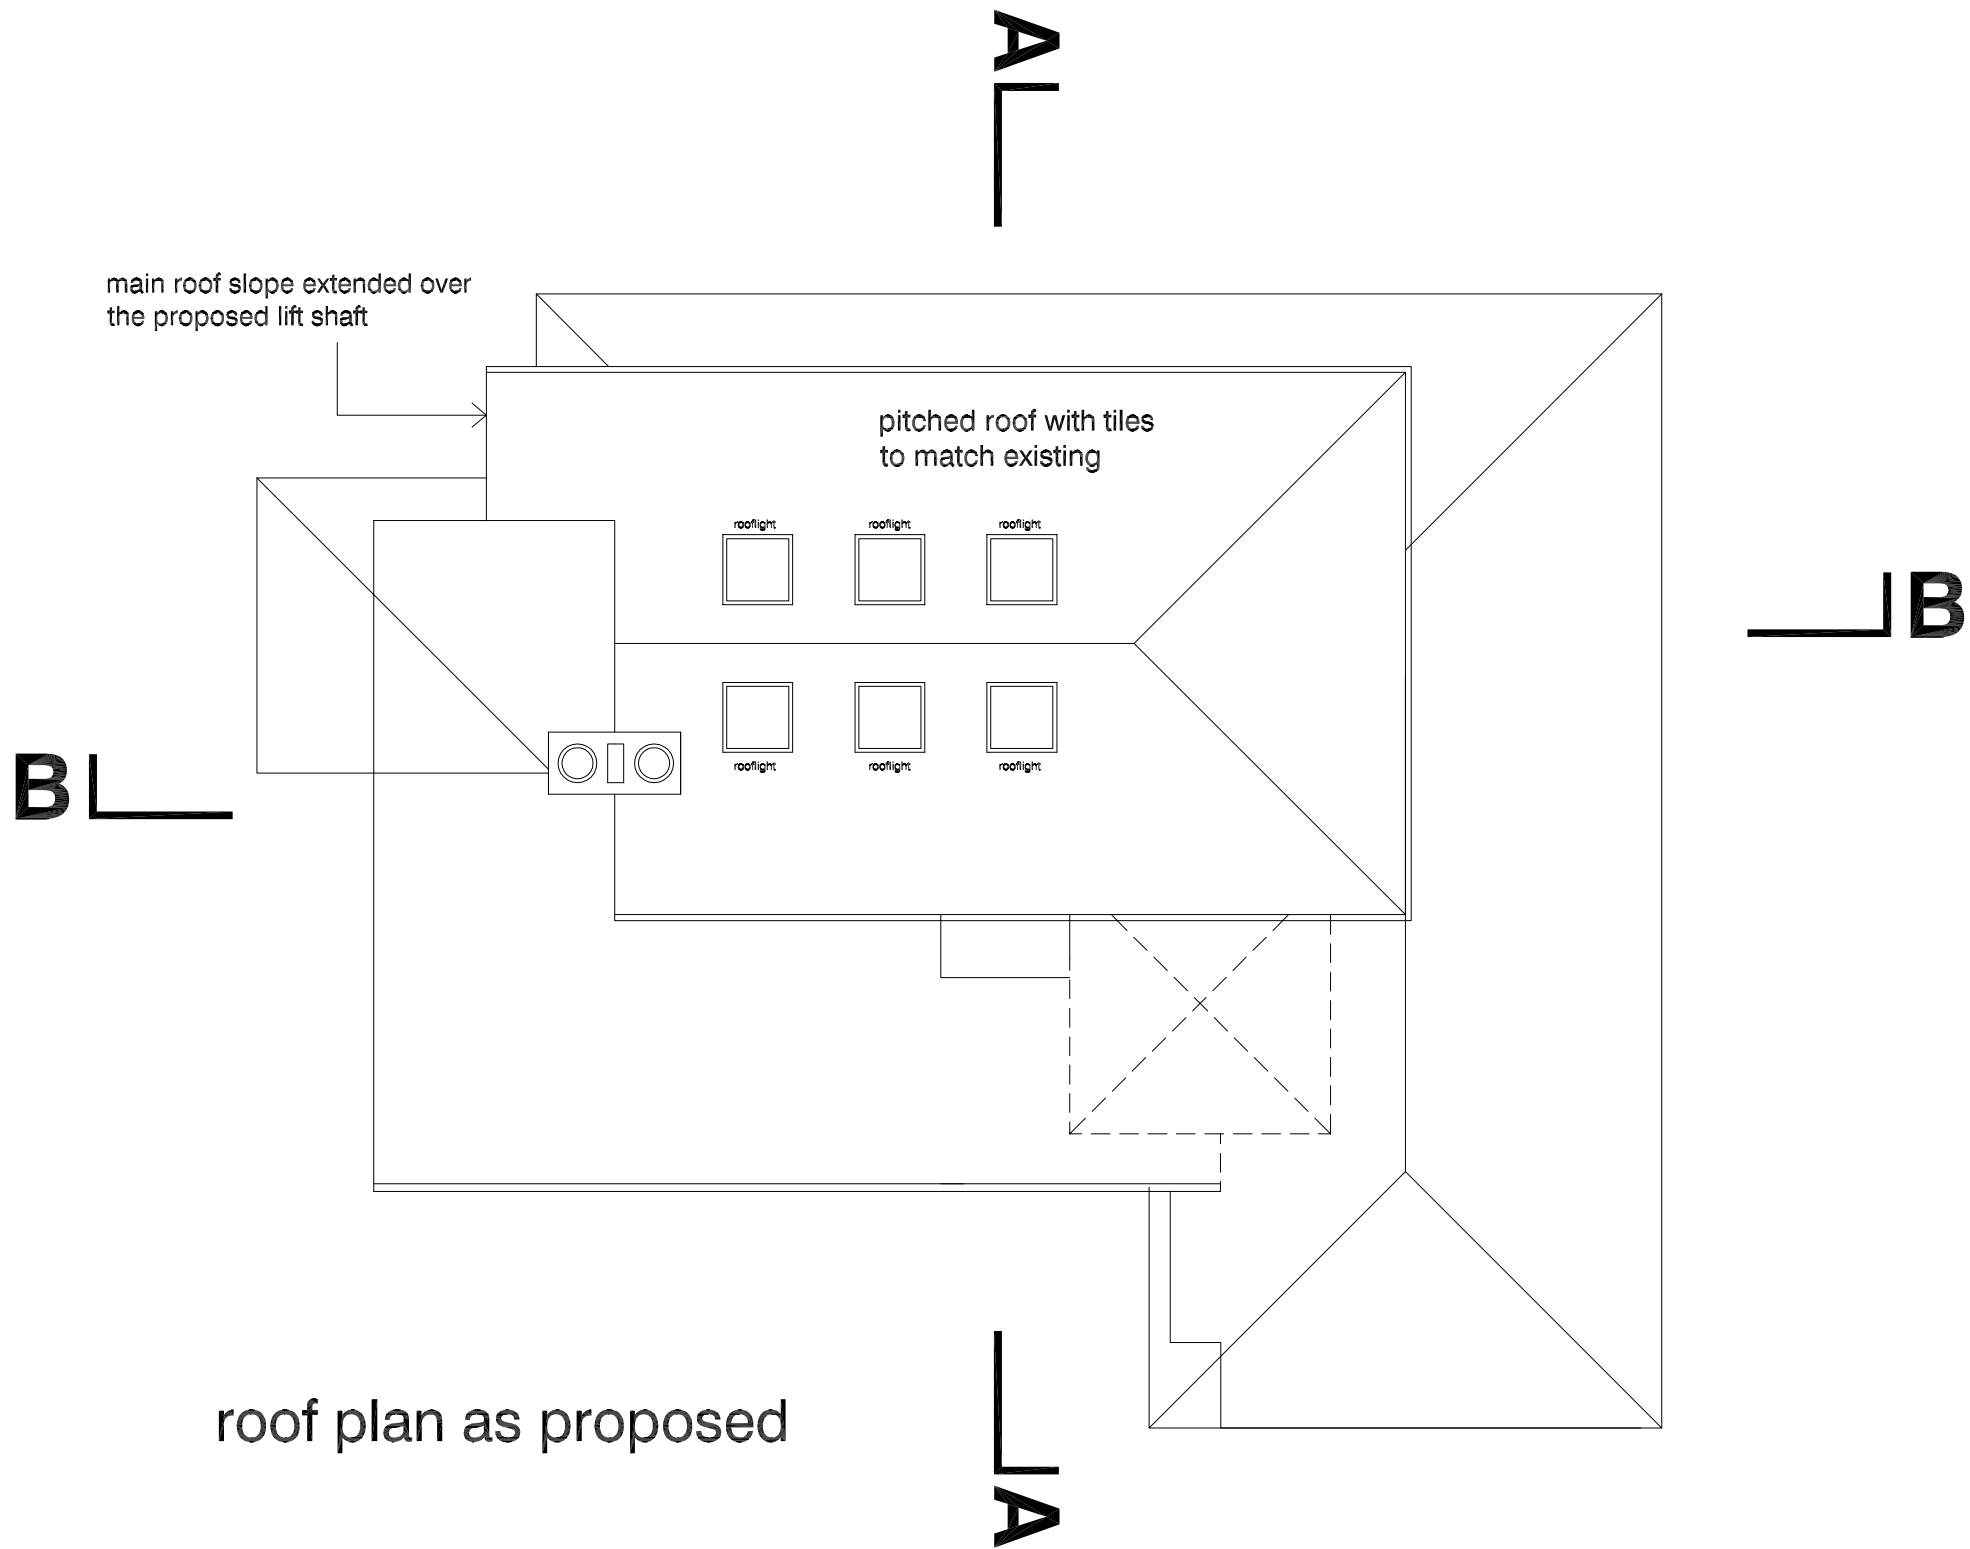 A
main roof slope extended over
the proposed lift shaft
pitched roof with tiles
to match existing
rooflight rooflight rooflight
B
rooflight rooflight rooflight
B
roof plan as proposed
A